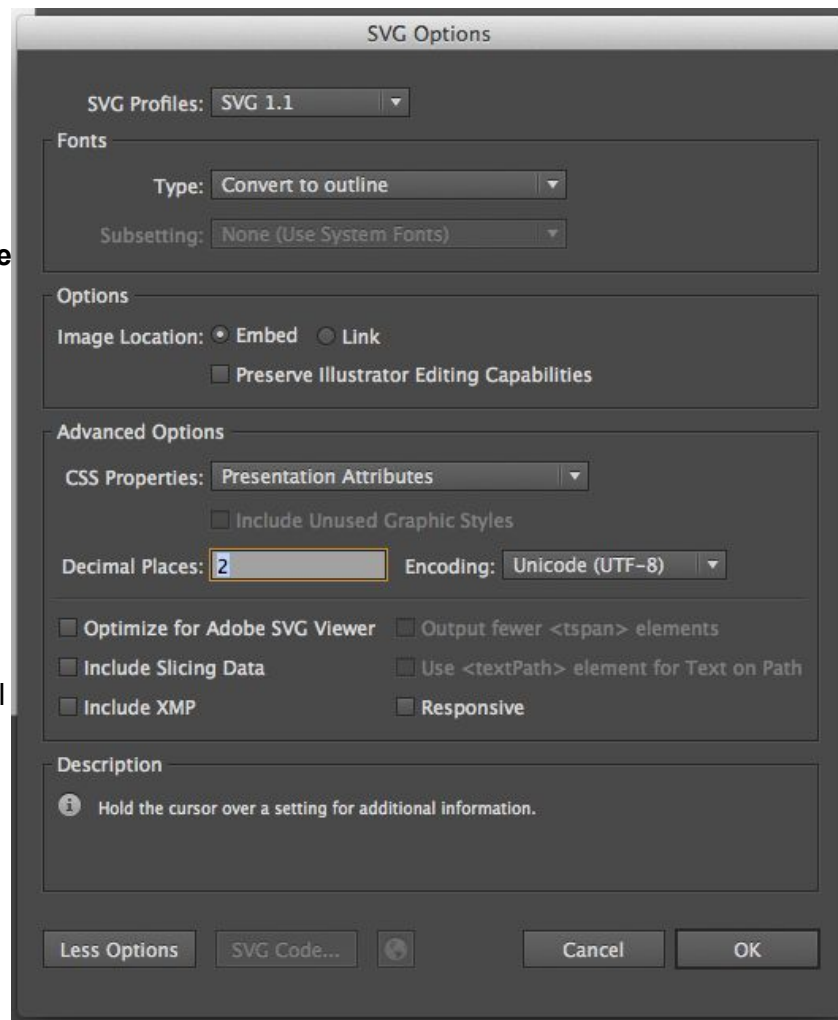 SVG Options
SVG Profiles: SVG 1.1
Fonts
Type: Convert to outline
Subsetting: None (Use System Fonts)
e
Options
Image Location: Embed Link
Preserve Illustrator Editing Capabilities
Advanced Options
CSS Properties: Presentation Attributes
Include Unused Graphic Styles
Decimal Places: 2 Encoding: Unicode (UTF-8)
Optimize for Adobe SVG Viewer Output fewer <tspan> elements
Include Slicing Data Use <textPath> element for Text on Path
l
Include XMP Responsive
Description
Hold the cursor over a setting for additional information.
Less Options SVG Code... Cancel OK